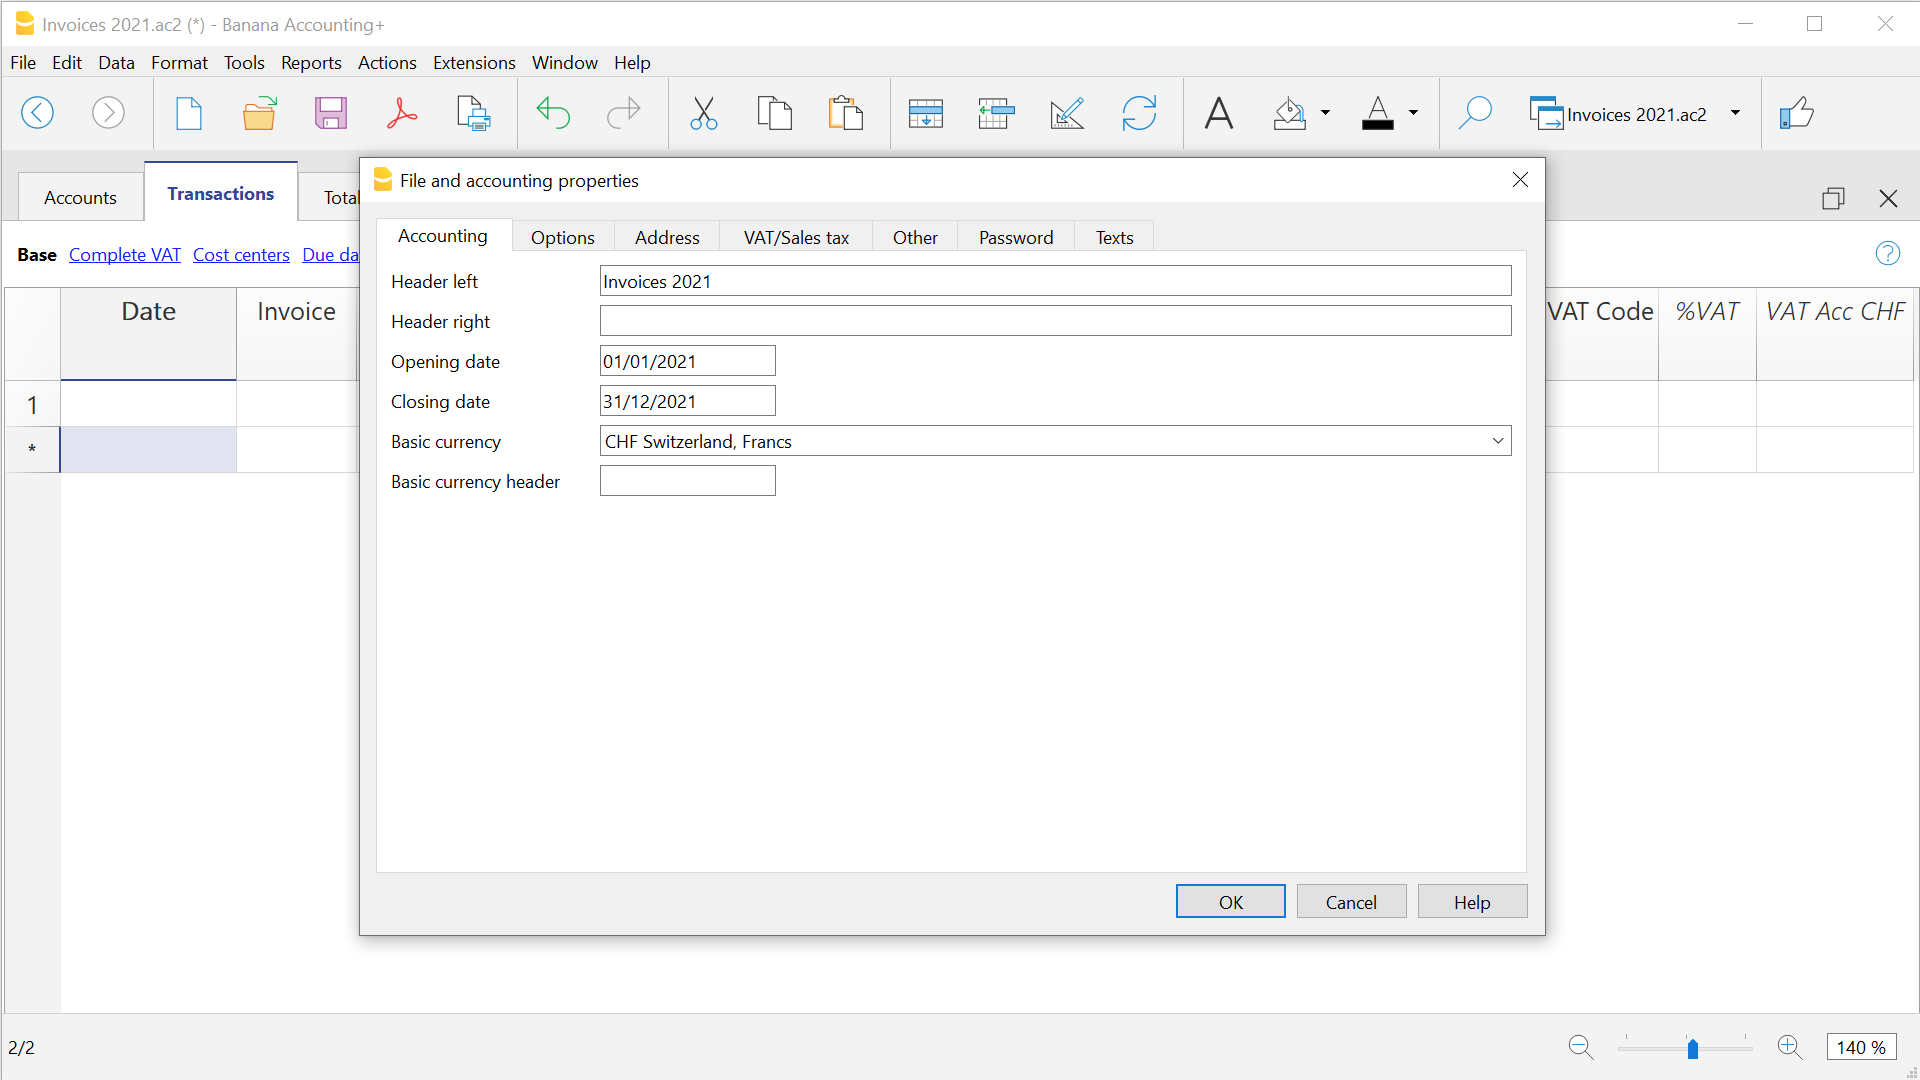 Invoices 2021.ac2 (*) - Banana Accounting+
File Edit Data Format Tools Reports Actions Extensions Window Help
Invoices 2021.ac2
Accounts Transactions Total
File and accounting properties
Accounting Options Address VAT/Sales tax Other Password Texts
Base Complete VAT Cost centers Due da
Date Invoice VAT Code %VAT VAT Acc CHF
1
*
Header left Invoices 2021
Header right
Opening date 01/01/2021
Closing date 31/12/2021
Basic currency CHF Switzerland, Francs
Basic currency header
OK Cancel Help
2/2
140 %